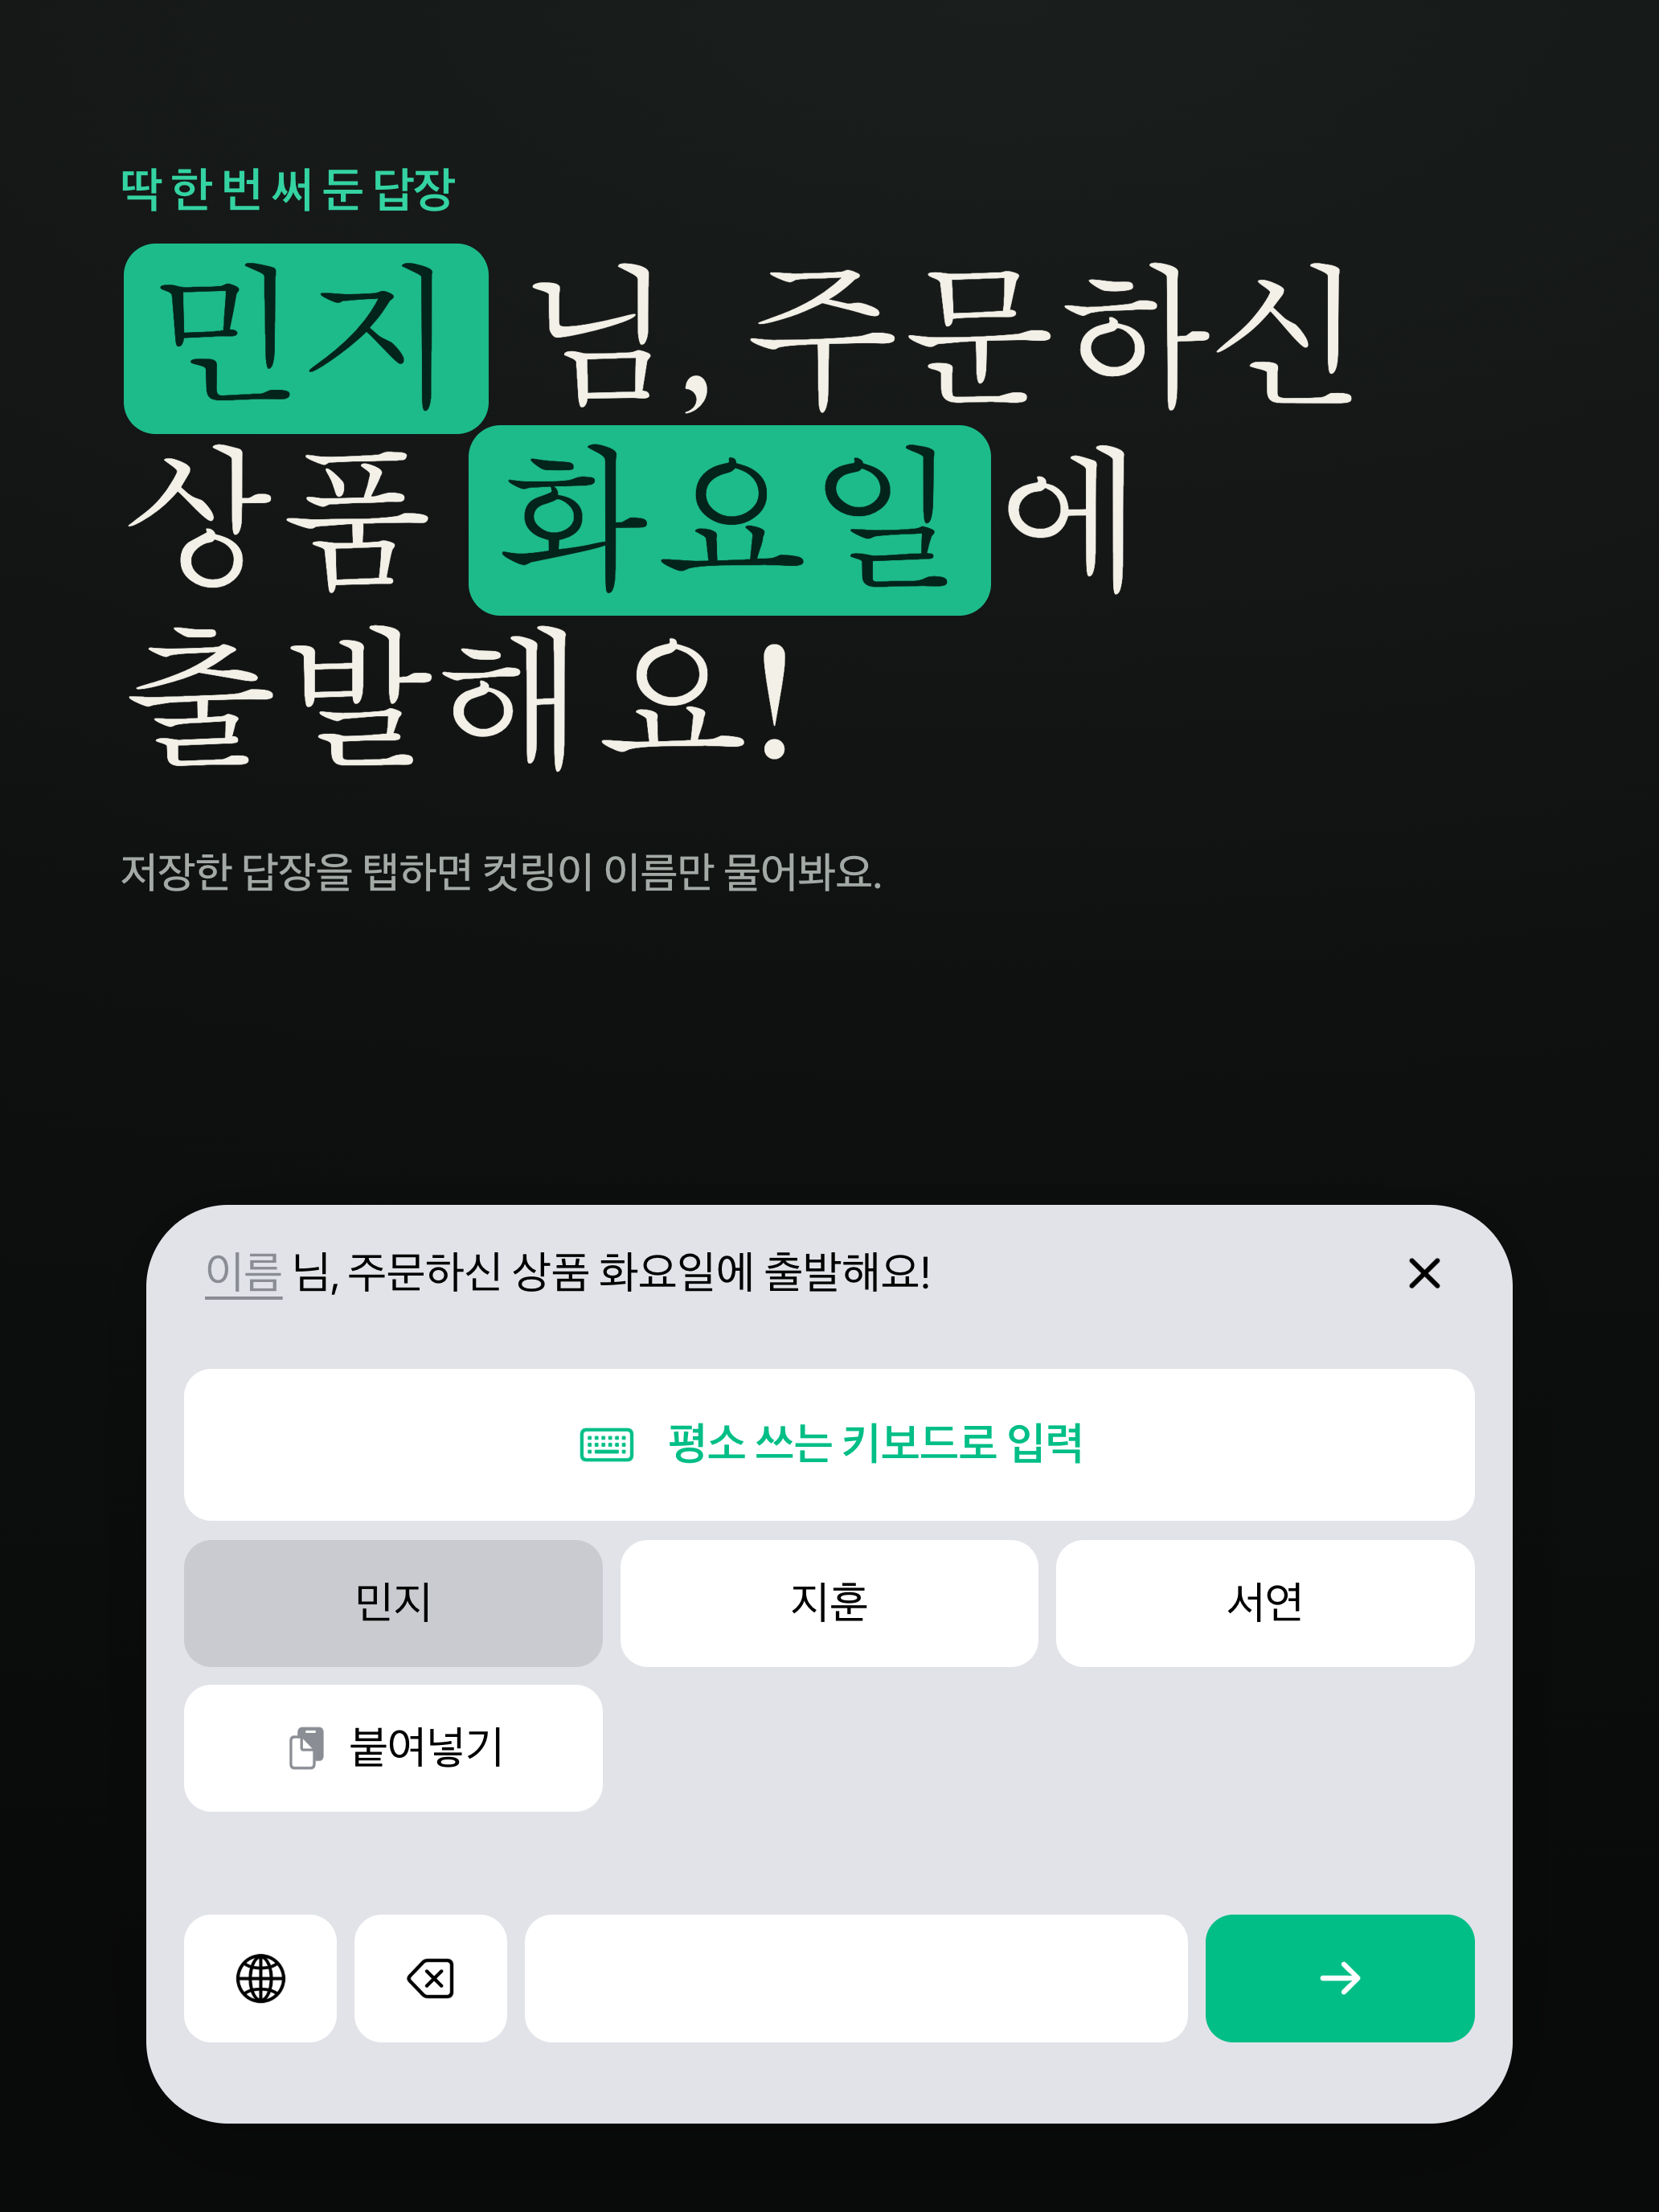 딱 한 번 써 둔 답장
민지 님, 주문하신
상품 화요일에
출발해요!
저장한 답장을 탭하면 컷팅이 이름만 물어봐요.
이름 님, 주문하신 상품 화요일에 출발해요!
평소 쓰는 키보드로 입력
민지
지훈
서연
붙여넣기